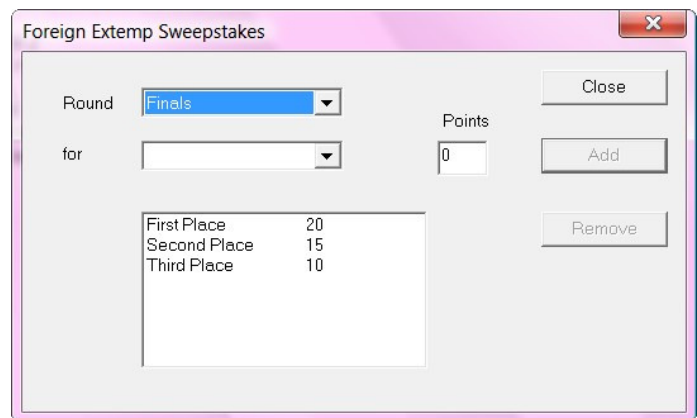 Foreign Extemp Sweepstakes
Round Finals Close
Points
for 0 Add
First Place 20 Remove
Second Place 15
Third Place 10